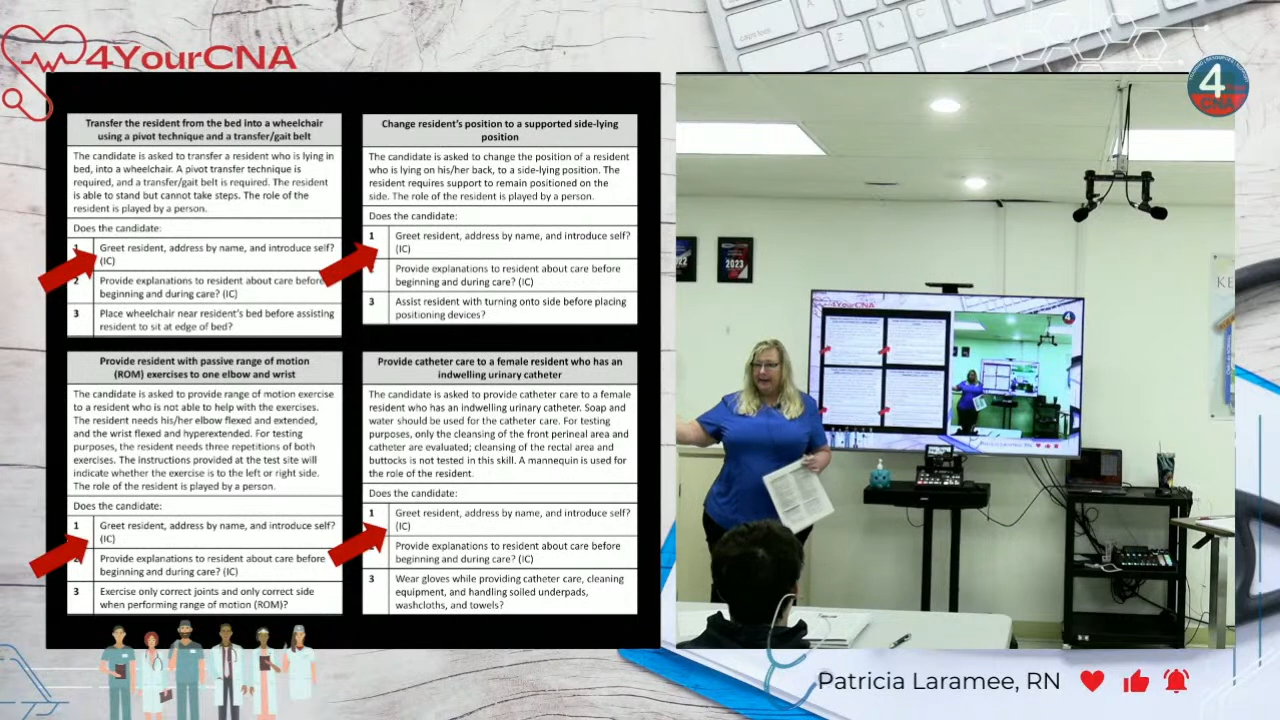 4YourCNA
4
CNA
Transfer the resident from the bed into a wheelchair
using a pivot technique and a transfer/gait belt
The candidate is asked to transfer a resident who is lying in
bed, into a wheelchair. A pivot transfer technique is
required, and a transfer/gait belt is required. The resident
is able to stand but cannot take steps. The role of the
resident is played by a person.
Does the candidate:
1 Greet resident, address by name, and introduce self?
(IC)
2 Provide explanations to resident about care before
beginning and during care? (IC)
3 Place wheelchair near resident's bed before assisting
resident to sit at edge of bed?
Change resident's position to a supported side-lying
position
The candidate is asked to change the position of a resident
who is lying on his/her back, to a side-lying position. The
resident requires support to remain positioned on the
side. The role of the resident is played by a person.
Does the candidate:
1 Greet resident, address by name, and introduce self?
(IC)
Provide explanations to resident about care before
beginning and during care? (IC)
3 Assist resident with turning onto side before placing
positioning devices?
Provide resident with passive range of motion
(ROM) exercises to one elbow and wrist
The candidate is asked to provide range of motion exercise
to a resident who is not able to help with the exercises.
The resident needs his/her elbow flexed and extended,
and the wrist flexed and hyperextended. For testing
purposes, the resident needs three repetitions of both
exercises. The instructions provided at the test site will
indicate whether the exercise is to the left or right side.
The role of the resident is played by a person.
Does the candidate:
1 Greet resident, address by name, and introduce self?
(IC)
2 Provide explanations to resident about care before
beginning and during care? (IC)
3 Exercise only correct joints and only correct side
when performing range of motion (ROM)?
Provide catheter care to a female resident who has an
indwelling urinary catheter
The candidate is asked to provide catheter care to a female
resident who has an indwelling urinary catheter. Soap and
water should be used for the catheter care. For testing
purposes, only the cleansing of the front perineal area and
catheter are evaluated; cleansing of the rectal area and
buttocks is not tested in this skill. A mannequin is used for
the role of the resident.
Does the candidate:
1 Greet resident, address by name, and introduce self?
(IC)
Provide explanations to resident about care before
beginning and during care? (IC)
3 Wear gloves while providing catheter care, cleaning
equipment, and handling soiled underpads,
washcloths, and towels?
2023
4YourCNA
Patricia Laramee, RN
KE
Patricia Laramee, RN